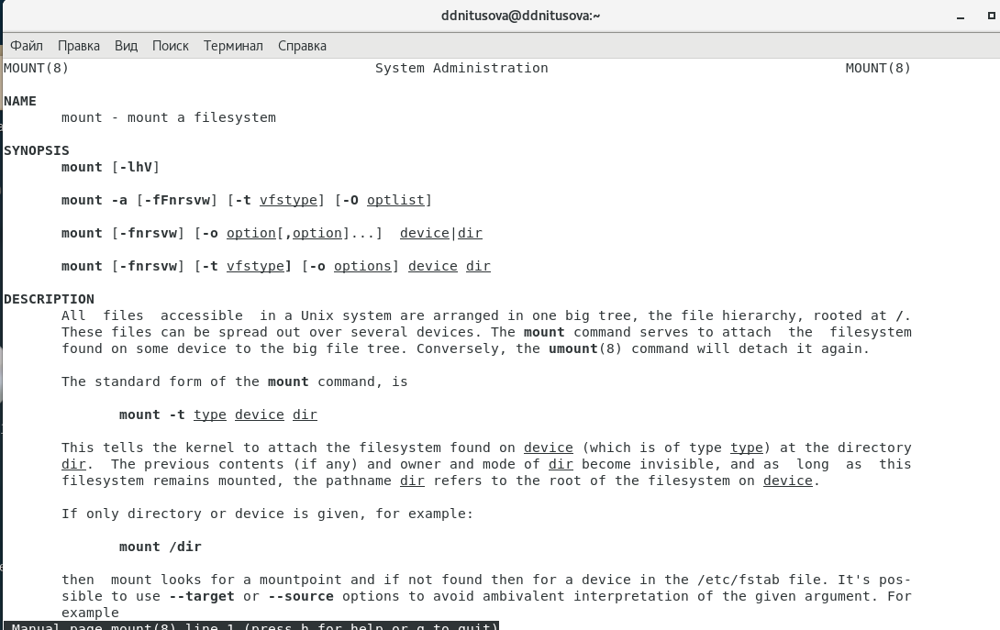 ddnitusova@ddnitusova:~
Файл Правка Вид Поиск Терминал Справка
MOUNT(8) System Administration MOUNT(8)
NAME
mount - mount a filesystem
SYNOPSIS
mount [-lhV]
mount -a [-fFnrsvw] [-t vfstype] [-O optlist]
mount [-fnrsvw] [-o option[,option]...] device|dir
mount [-fnrsvw] [-t vfstype] [-o options] device dir
DESCRIPTION
All files accessible in a Unix system are arranged in one big tree, the file hierarchy, rooted at /.
These files can be spread out over several devices. The mount command serves to attach the filesystem
found on some device to the big file tree. Conversely, the umount(8) command will detach it again.
The standard form of the mount command, is
mount -t type device dir
This tells the kernel to attach the filesystem found on device (which is of type type) at the directory
dir. The previous contents (if any) and owner and mode of dir become invisible, and as long as this
filesystem remains mounted, the pathname dir refers to the root of the filesystem on device.
If only directory or device is given, for example:
mount /dir
then mount looks for a mountpoint and if not found then for a device in the /etc/fstab file. It's pos-
sible to use --target or --source options to avoid ambivalent interpretation of the given argument. For
example
Manual page mount(8) line 1 (press h for help or q to quit)